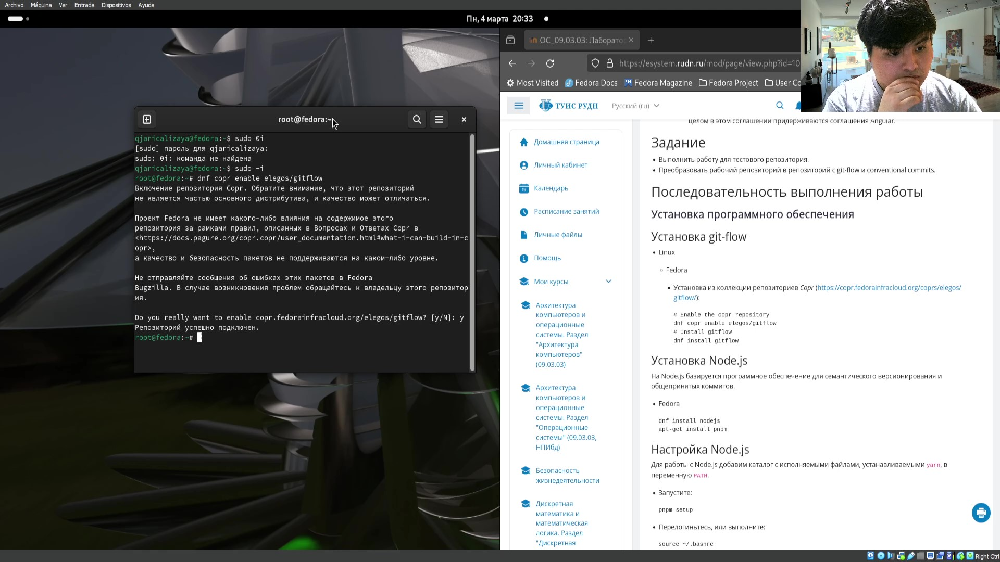 Archivo Máquina Ver Entrada Dispositivos Ayuda
Пн, 4 марта 20:33
root@fedora:~
qjaricalizaya@fedora:~$ sudo 0i
[sudo] пароль для qjaricalizaya:
sudo: 0i: команда не найдена
qjaricalizaya@fedora:~$ sudo -i
root@fedora:~# dnf copr enable elegos/gitflow
Включение репозитория Copr. Обратите внимание, что этот репозиторий
не является частью основного дистрибутива, и качество может отличаться.
Проект Fedora не имеет какого-либо влияния на содержимое этого
репозитория за рамками правил, описанных в Вопросах и Ответах Copr в
<https://docs.pagure.org/copr.copr/user_documentation.html#what-i-can-build-in-c
opr>,
а качество и безопасность пакетов не поддерживаются на каком-либо уровне.
Не отправляйте сообщения об ошибках этих пакетов в Fedora
Bugzilla. В случае возникновения проблем обращайтесь к владельцу этого репозитор
ия.
Do you really want to enable copr.fedorainfracloud.org/elegos/gitflow? [y/N]: y
Репозиторий успешно подключен.
root@fedora:~#
ОС_09.03.03: Лаборатор
https://esystem.rudn.ru/mod/page/view.php?id=10
Most Visited Fedora Docs Fedora Magazine Fedora Project User Co
ТУИС РУДН Русский (ru)
Домашняя страница
Личный кабинет
Календарь
Расписание занятий
Личные файлы
Помощь
Мои курсы
Архитектура
компьютеров и
операционные
системы. Раздел
"Архитектура
компьютеров"
(09.03.03)
Архитектура
компьютеров и
операционные
системы. Раздел
"Операционные
системы" (09.03.03,
НПИбд)
Безопасность
жизнедеятельности
Дискретная
математика и
математическая
логика. Раздел
"Дискретная
целом в этом соглашении придерживаются соглашения Angular.
Задание
• Выполнить работу для тестового репозитория.
• Преобразовать рабочий репозиторий в репозиторий с git-flow и conventional commits.
Последовательность выполнения работы
Установка программного обеспечения
Установка git-flow
• Linux
◦ Fedora
▪ Установка из коллекции репозиториев Copr (https://copr.fedorainfracloud.org/coprs/elegos/
gitflow/):
# Enable the copr repository
dnf copr enable elegos/gitflow
# Install gitflow
dnf install gitflow
Установка Node.js
На Node.js базируется программное обеспечение для семантического версионирования и
общепринятых коммитов.
• Fedora
dnf install nodejs
apt-get install pnpm
Настройка Node.js
Для работы с Node.js добавим каталог с исполняемыми файлами, устанавливаемыми yarn, в
переменную PATH.
• Запустите:
pnpm setup
• Перелогиньтесь, или выполните:
source ~/.bashrc
Right Ctrl